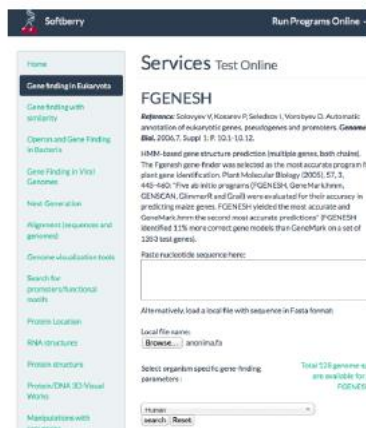 Softberry
Run Programs Online
Home
Gene finding in Eukaryota
Gene finding with
similarity
Operon and Gene Finding
in Bacteria
Gene Finding in Viral
Genomes
Next Generation
Alignment (sequences and
genomes)
Genome visualization tools
Search for
promoters/functional
motifs
Protein Location
RNA structures
Protein structure
Protein/DNA 3D-Visual
Works
Manipulations with
Services Test Online
FGENESH
Reference: Solovyev V, Kosarev P, Seledsov I, Vorobyev D. Automatic
annotation of eukaryotic genes, pseudogenes and promoters. Genome
Biol. 2006,7, Suppl 1: P. 10.1-10.12.
HMM-based gene structure prediction (multiple genes, both chains).
The Fgenesh gene-finder was selected as the most accurate program f
plant gene identification. Plant Molecular Biology (2005), 57, 3,
445-460: "Five ab initio programs (FGENESH, GeneMark.hmm,
GENSCAN, GlimmerR and Grail) were evaluated for their accuracy in
predicting maize genes. FGENESH yielded the most accurate and
GeneMark.hmm the second most accurate predictions" (FGENESH
identified 11% more correct gene models than GeneMark on a set of
1353 test genes).
Paste nucleotide sequence here:
Alternatively, load a local file with sequence in Fasta format:
Local file name:
Browse... anonima.fa
Select organism specific gene-finding
parameters :
genome
are available for
FGENES
Human
search Reset